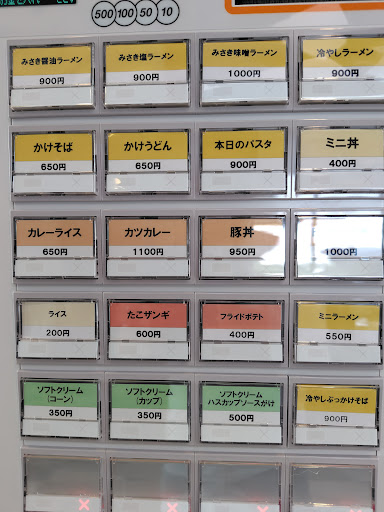 500 100 50 10
みさき醤油ラーメン
900円
みさき塩ラーメン
900円
みさき味噌ラーメン
1000円
冷やしラーメン
900円
かけそば
650円
かけうどん
650円
本日のパスタ
900円
ミニ丼
400円
カレーライス
650円
カツカレー
1100円
豚丼
950円
1000円
ライス
200円
たこザンギ
600円
フライドポテト
400円
ミニラーメン
550円
ソフトクリーム
(コーン)
350円
ソフトクリーム
(カップ)
350円
ソフトクリーム
ハスカップソースがけ
500円
冷やしぶっかけそば
900円